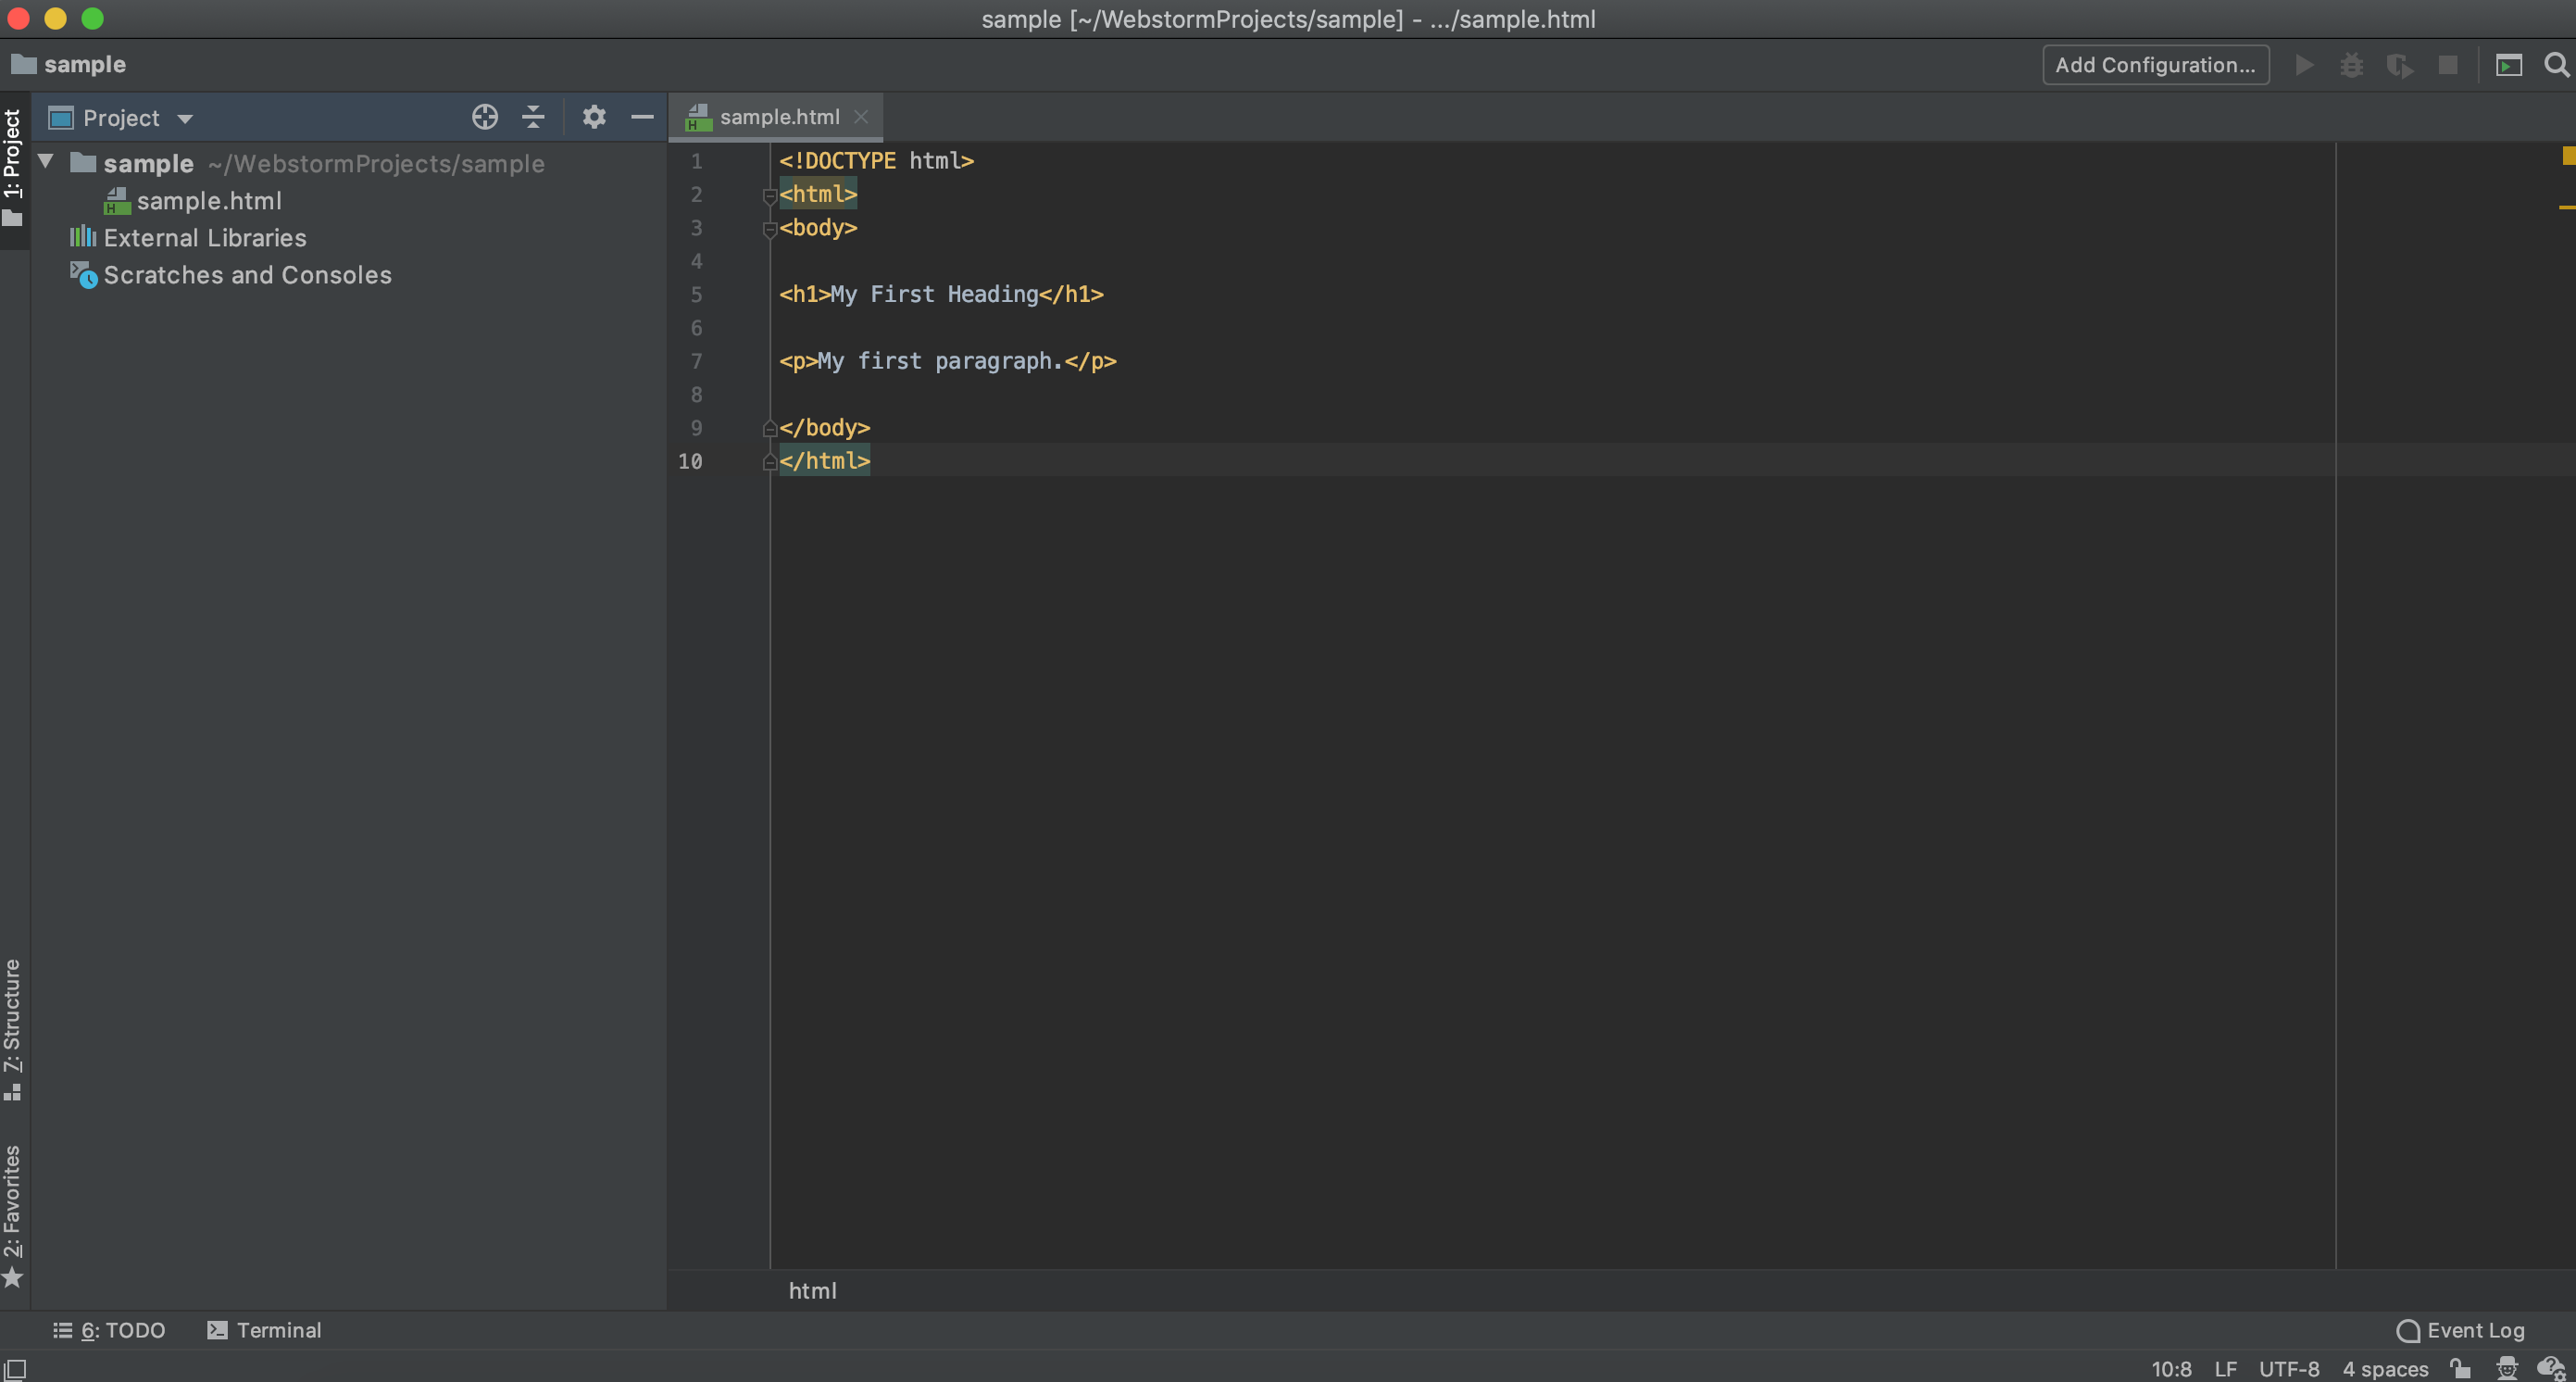 sample [~/WebstormProjects/sample] - .../sample.html
sample
Add Configuration...
1: Project
Project
sample ~/WebstormProjects/sample
sample.html
External Libraries
Scratches and Consoles
7: Structure
2: Favorites
sample.html
1 <!DOCTYPE html>
2 <html>
3 <body>
4
5 <h1>My First Heading</h1>
6
7 <p>My first paragraph.</p>
8
9 </body>
10 </html>
html
6: TODO Terminal
Event Log
10:8 LF UTF-8 4 spaces